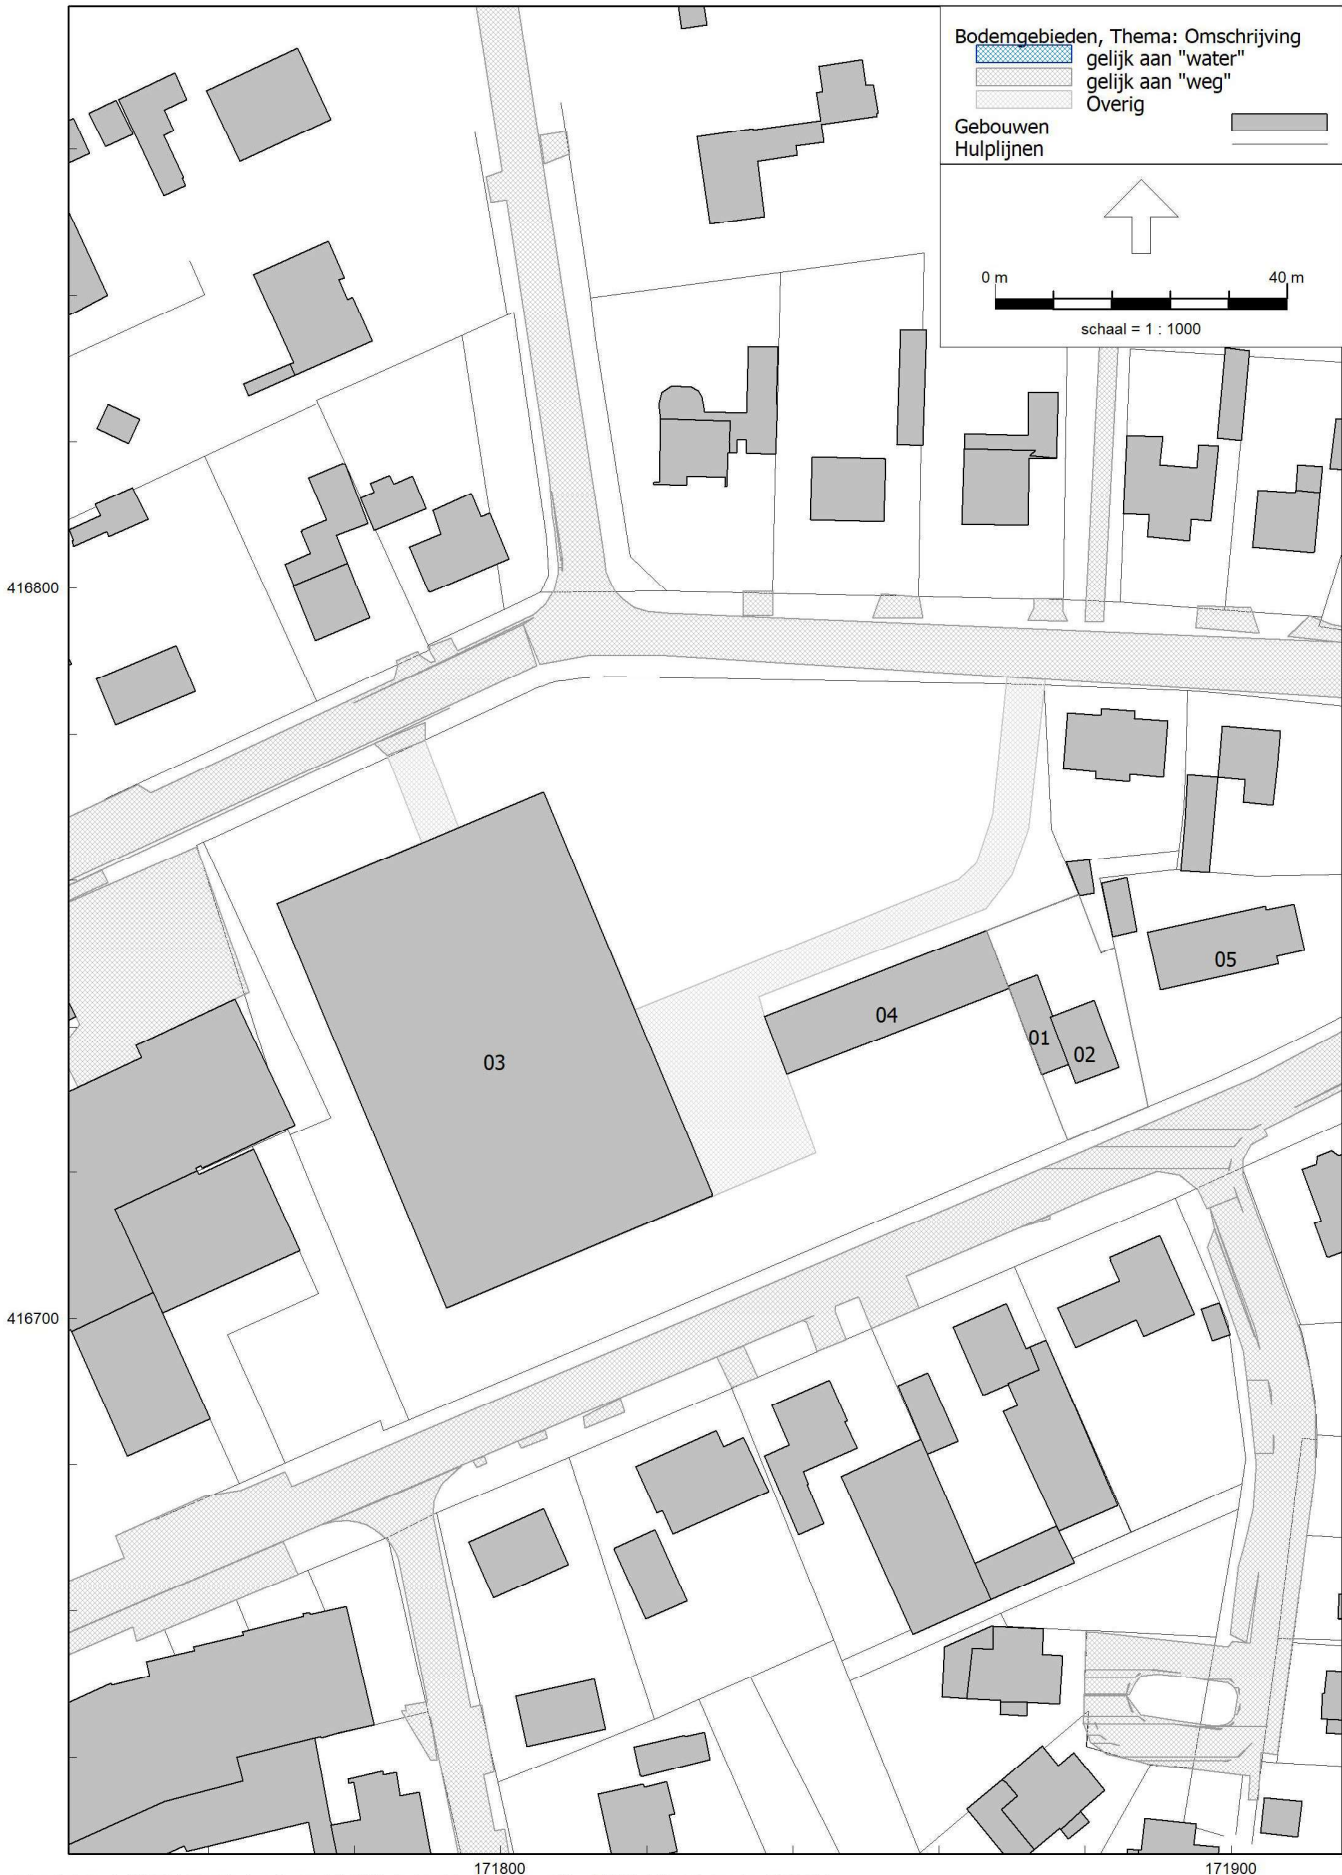 Bodemgebieden, Thema: Omschrijving
gelijk aan "water"
gelijk aan "weg"
Overig
Gebouwen
Hulplijnen
0 m 40 m
schaal = 1 : 1000
416800
05
04
01
02
03
416700
171800 171900